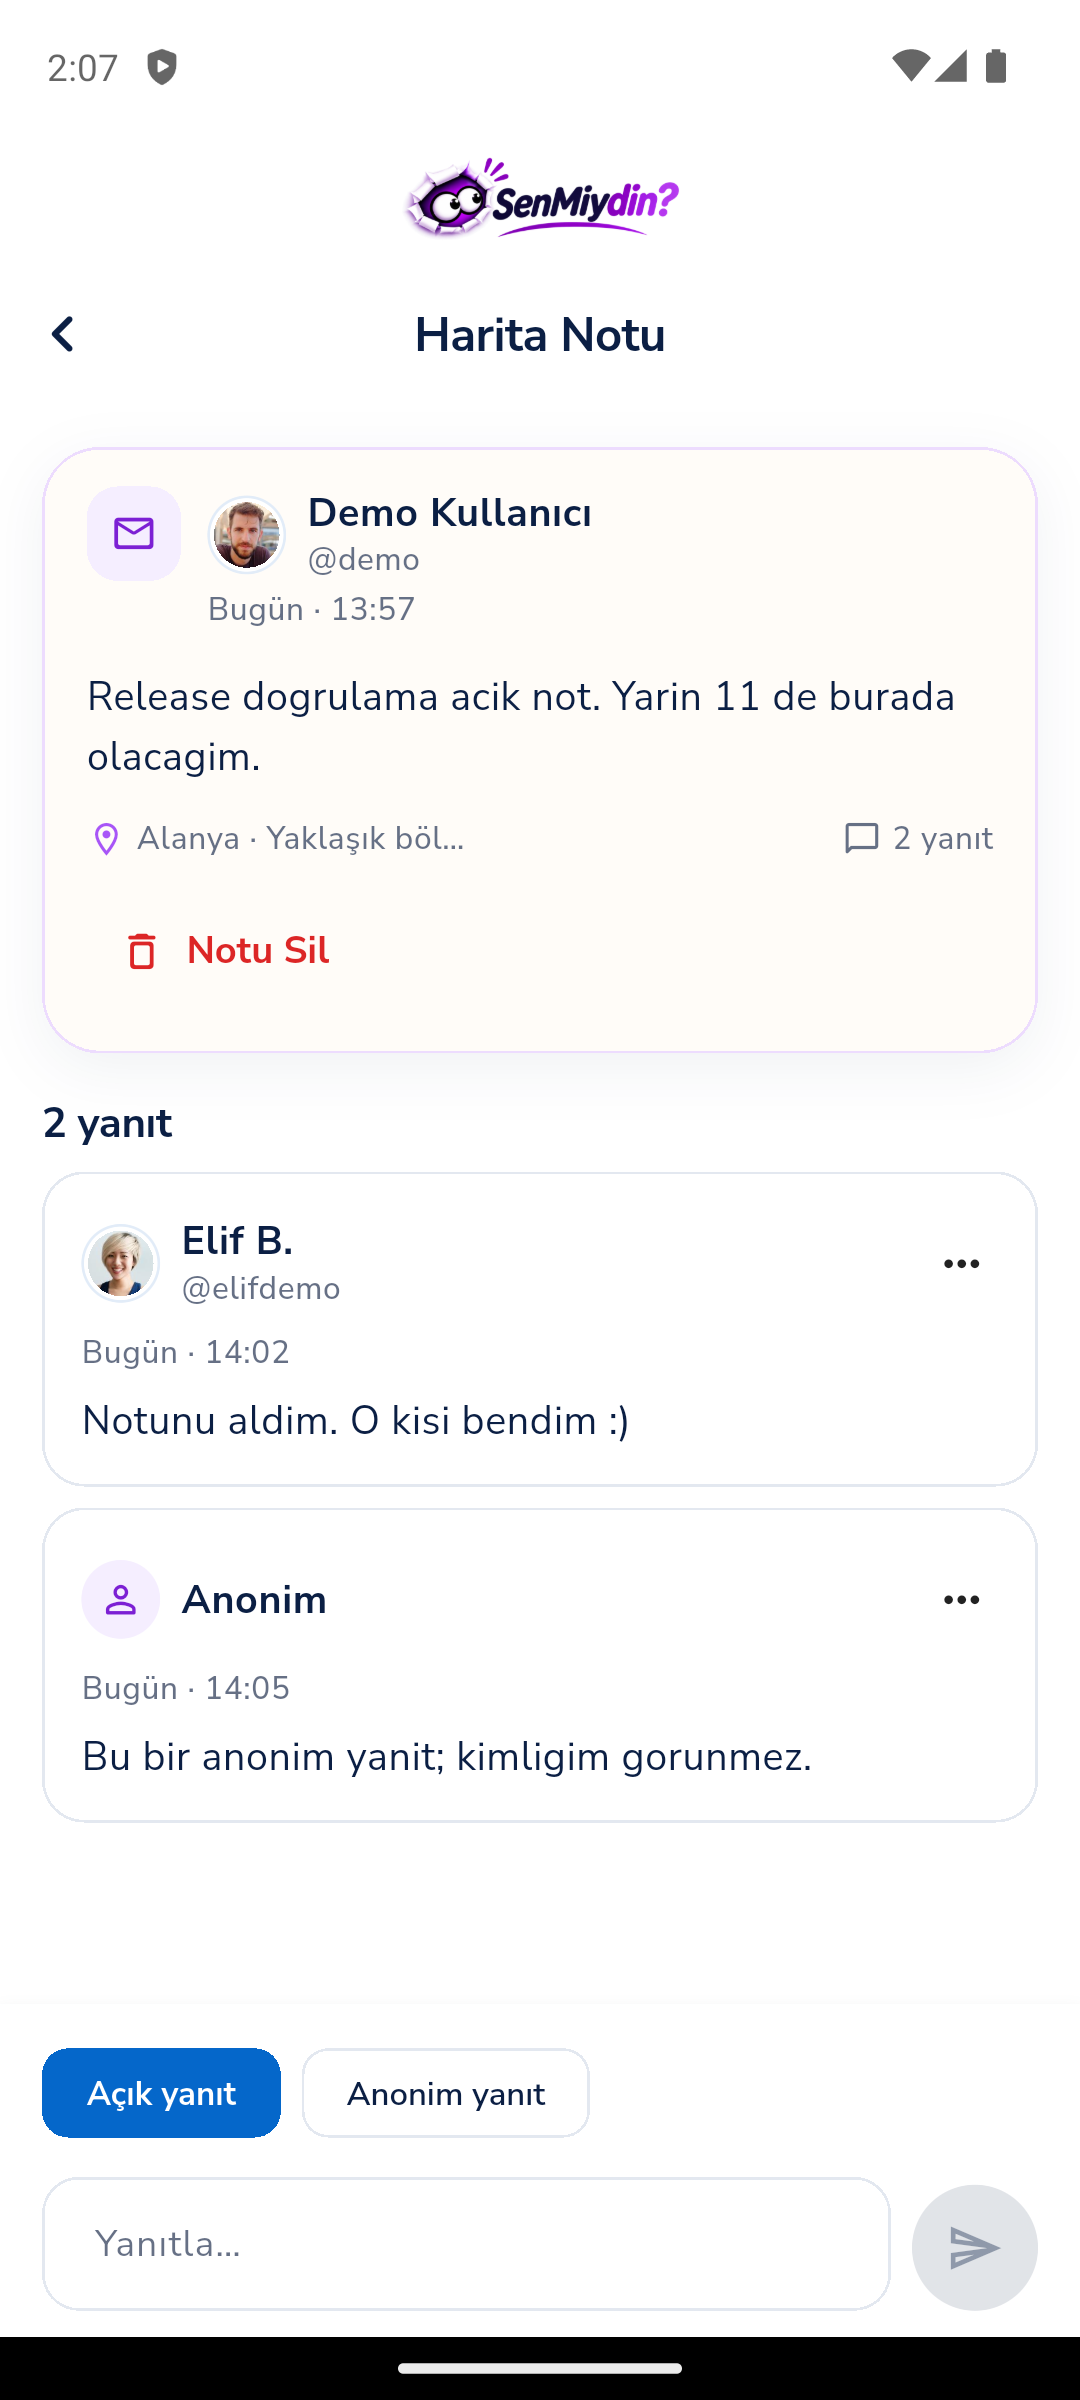 2:07
SenMiydin?
Harita Notu
Demo Kullanıcı
@demo
Bugün · 13:57
Release dogrulama acik not. Yarin 11 de burada
olacagim.
Alanya · Yaklaşık böl...
2 yanıt
Notu Sil
2 yanıt
Elif B.
@elifdemo
Bugün · 14:02
Notunu aldim. O kisi bendim :)
Anonim
Bugün · 14:05
Bu bir anonim yanit; kimligim gorunmez.
Açık yanıt
Anonim yanıt
Yanıtla...